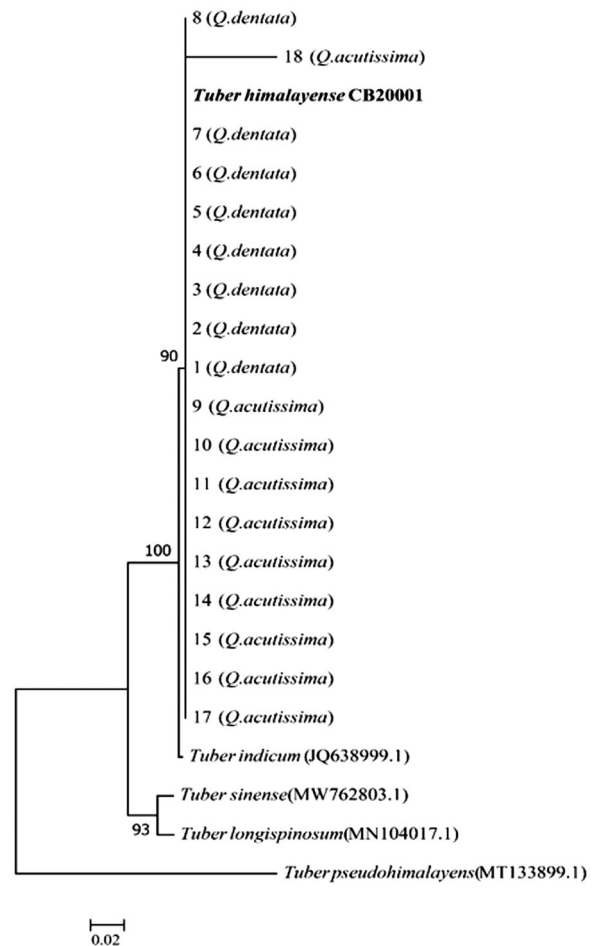 8 (Q.dentata)
18 (Q.acutissima)
Tuber himalayense CB20001
7 (Q.dentata)
6 (Q.dentata)
5 (Q.dentata)
4 (Q.dentata)
3 (Q.dentata)
2 (Q.dentata)
90
1 (Q.dentata)
9 (Q.acutissima)
10 (Q.acutissima)
11 (Q.acutissima)
12 (Q.acutissima)
100
13 (Q.acutissima)
14 (Q.acutissima)
15 (Q.acutissima)
16 (Q.acutissima)
17 (Q.acutissima)
Tuber indicum (JQ638999.1)
Tuber sinense(MW762803.1)
93
Tuber longispinosum(MN104017.1)
Tuber pseudohimalayens(MT133899.1)
0.02